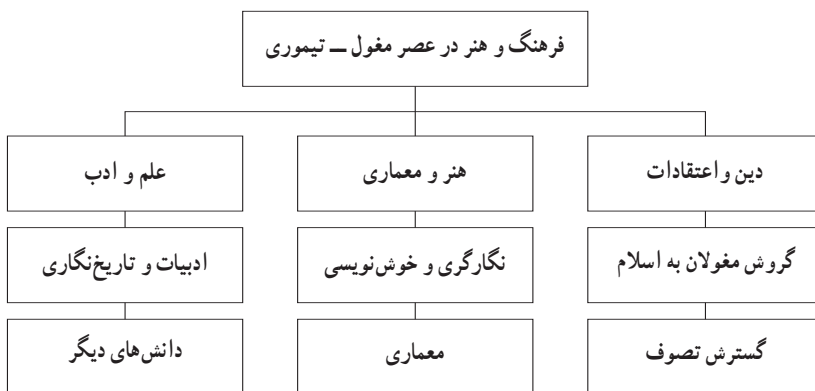 فرهنگ و هنر در عصر مغول ــ تیموری
دین و اعتقادات
هنر و معماری
علم و ادب
گروش مغولان به اسلام
نگارگری و خوش‌نویسی
ادبیات و تاریخ‌نگاری
گسترش تصوف
معماری
دانش‌های دیگر